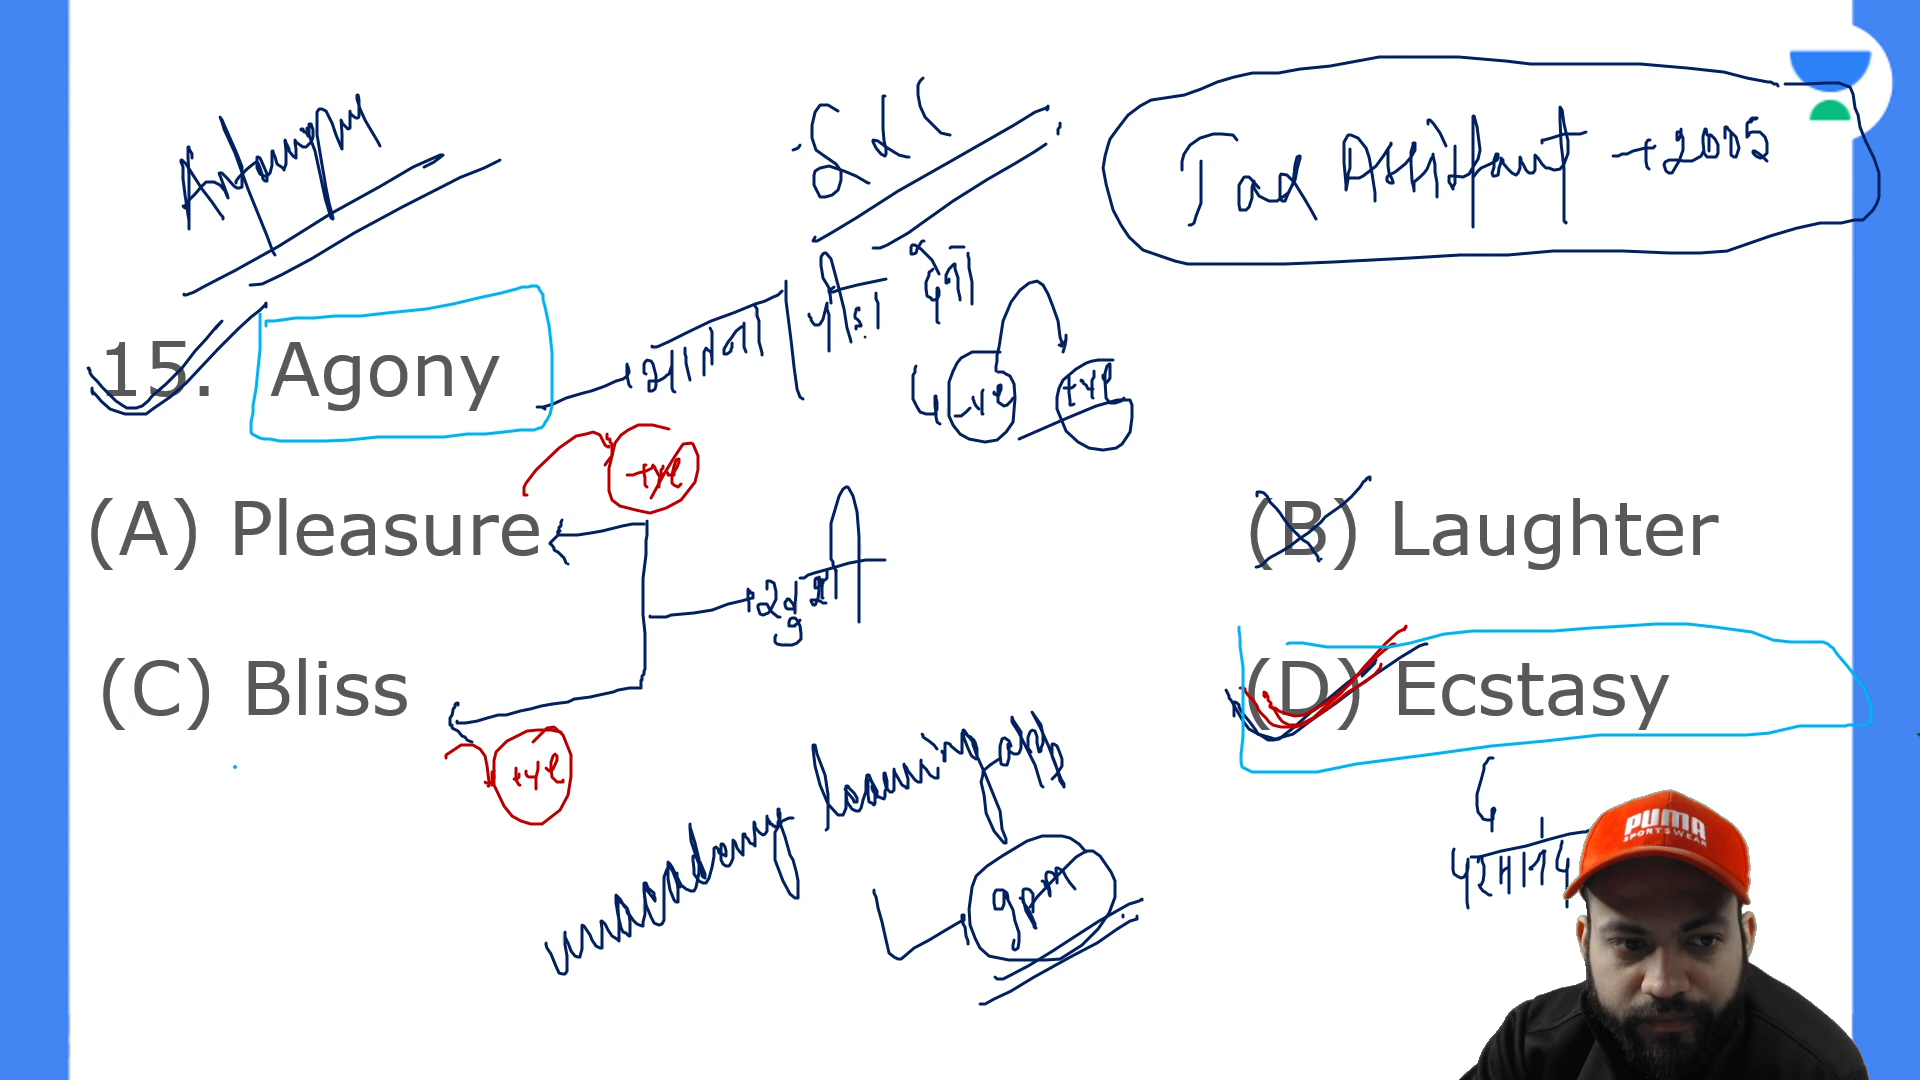 Antonym
SSC
Tax Assistant → 2005
15. Agony
यातना
पीड़ा
देना
-ve
+ve
+ve
(A) Pleasure
(B) Laughter
खुशी
(C) Bliss
(D) Ecstasy
+ve
unacademy learning app
9pm
PUMA
SPORTSWEAR